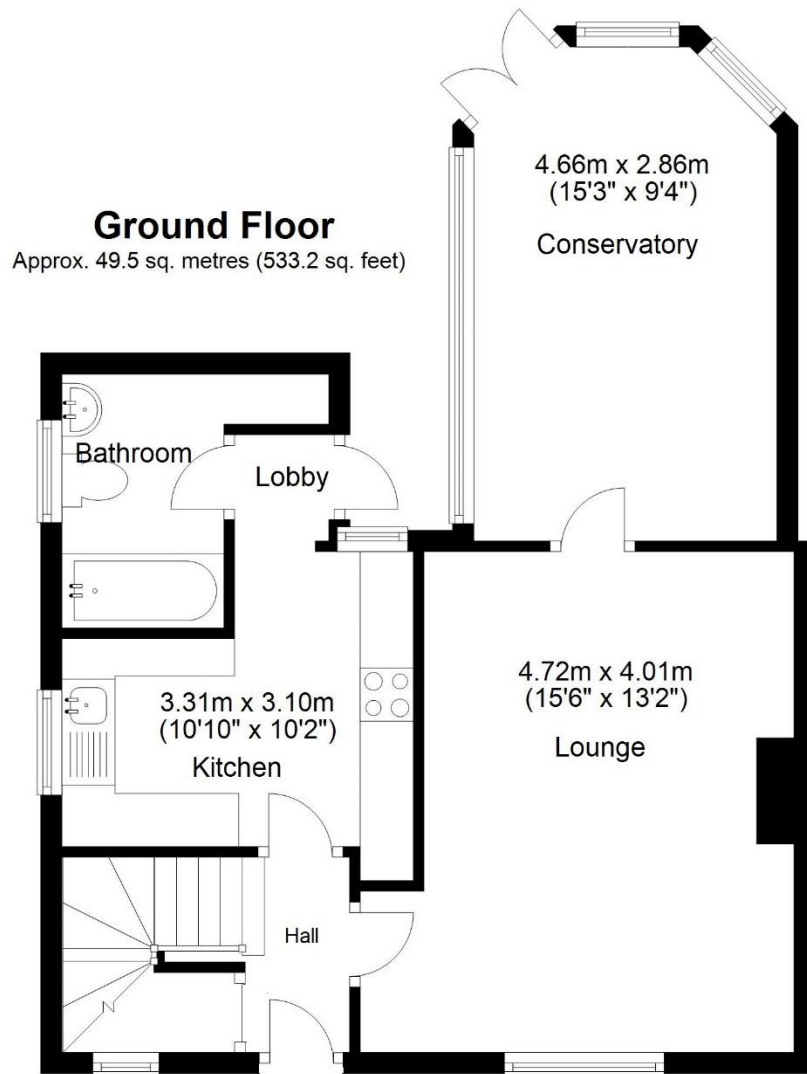 4.66m x 2.86m
(15'3" x 9'4")
Conservatory
Ground Floor
Approx. 49.5 sq. metres (533.2 sq. feet)
Bathroom
Lobby
4.72m x 4.01m
(15'6" x 13'2")
Lounge
3.31m x 3.10m
(10'10" x 10'2")
Kitchen
Hall